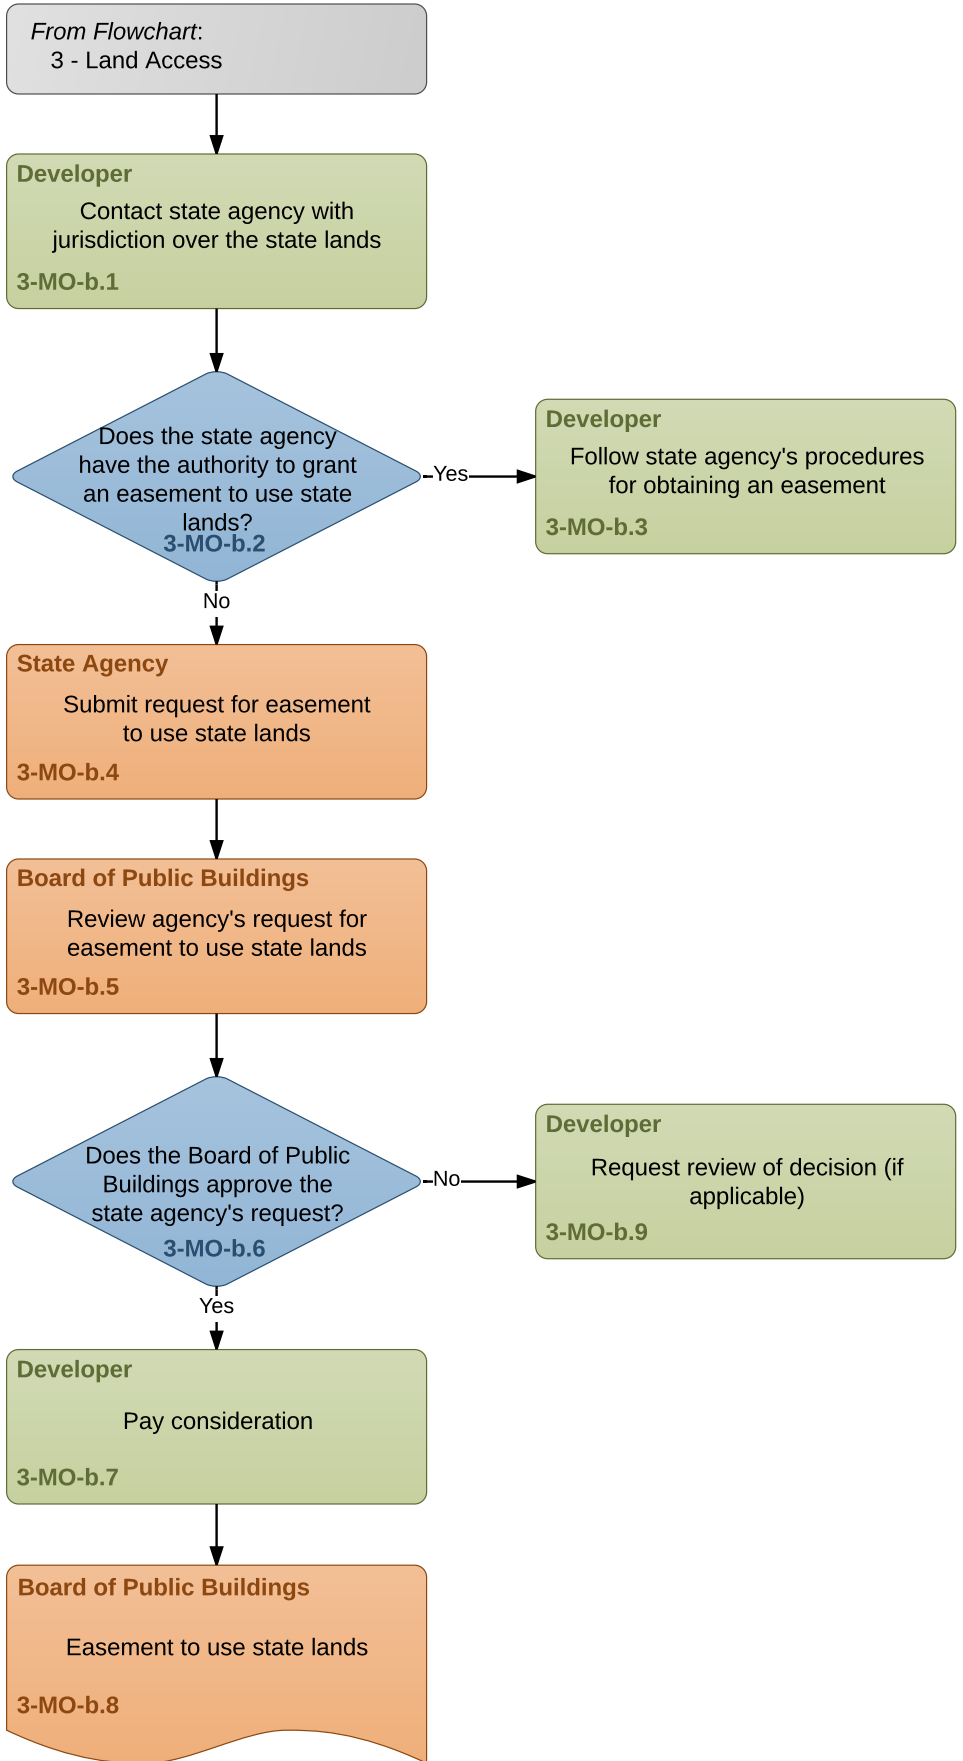 From Flowchart:
3 - Land Access
Developer
Contact state agency with
jurisdiction over the state lands
3-MO-b.1
Does the state agency
have the authority to grant
an easement to use state
lands?
3-MO-b.2
Yes
Developer
Follow state agency's procedures
for obtaining an easement
3-MO-b.3
No
State Agency
Submit request for easement
to use state lands
3-MO-b.4
Board of Public Buildings
Review agency's request for
easement to use state lands
3-MO-b.5
Does the Board of Public
Buildings approve the
state agency's request?
3-MO-b.6
No
Developer
Request review of decision (if
applicable)
3-MO-b.9
Yes
Developer
Pay consideration
3-MO-b.7
Board of Public Buildings
Easement to use state lands
3-MO-b.8